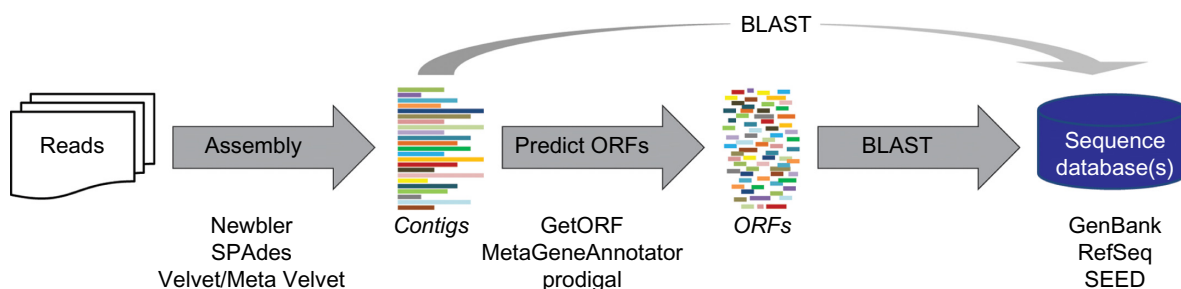 BLAST
Reads
Assembly
Predict ORFs
BLAST
Sequence
database(s)
Contigs
ORFs
Newbler
SPAdes
Velvet/Meta Velvet
GetORF
MetaGeneAnnotator
prodigal
GenBank
RefSeq
SEED